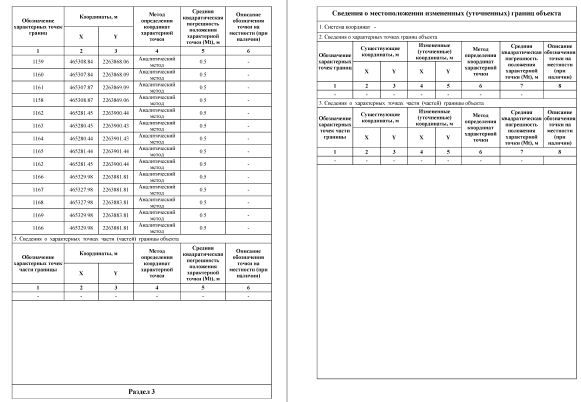 Обозначение характерных точек границ | Координаты, м | Метод определения координат характерной точки | Средняя квадратическая погрешность положения характерной точки (Mt), м | Описание обозначения точки на местности (при наличии)
X | Y
1 | 2 | 3 | 4 | 5 | 6
1159 | 465308.84 | 2263868.06 | Аналитический метод | 0.5 | -
1160 | 465307.84 | 2263868.09 | Аналитический метод | 0.5 | -
1161 | 465307.87 | 2263869.09 | Аналитический метод | 0.5 | -
1158 | 465308.87 | 2263869.06 | Аналитический метод | 0.5 | -
1162 | 465281.45 | 2263900.44 | Аналитический метод | 0.5 | -
1163 | 465280.45 | 2263900.43 | Аналитический метод | 0.5 | -
1164 | 465280.44 | 2263901.43 | Аналитический метод | 0.5 | -
1165 | 465281.44 | 2263901.44 | Аналитический метод | 0.5 | -
1162 | 465281.45 | 2263900.44 | Аналитический метод | 0.5 | -
1166 | 465329.98 | 2263881.81 | Аналитический метод | 0.5 | -
1167 | 465327.98 | 2263881.81 | Аналитический метод | 0.5 | -
1168 | 465327.98 | 2263883.81 | Аналитический метод | 0.5 | -
1169 | 465329.98 | 2263883.81 | Аналитический метод | 0.5 | -
1166 | 465329.98 | 2263881.81 | Аналитический метод | 0.5 | -
3. Сведения о характерных точках части (частей) границы объекта
Обозначение характерных точек части границы | Координаты, м | Метод определения координат характерной точки | Средняя квадратическая погрешность положения характерной точки (Mt), м | Описание обозначения точки на местности (при наличии)
X | Y
1 | 2 | 3 | 4 | 5 | 6
- | - | - | - | - | -
Раздел 3
Сведения о местоположении измененных (уточненных) границ объекта
1. Система координат -
2. Сведения о характерных точках границ объекта
Обозначение характерных точек границ | Существующие координаты, м | Измененные (уточненные) координаты, м | Метод определения координат характерной точки | Средняя квадратическая погрешность положения характерной точки (Mt), м | Описание обозначения точки на местности (при наличии)
X | Y | X | Y
1 | 2 | 3 | 4 | 5 | 6 | 7 | 8
- | - | - | - | - | - | - | -
3. Сведения о характерных точках части (частей) границы объекта
Обозначение характерных точек части границы | Существующие координаты, м | Измененные (уточненные) координаты, м | Метод определения координат характерной точки | Средняя квадратическая погрешность положения характерной точки (Mt), м | Описание обозначения точки на местности (при наличии)
X | Y | X | Y
1 | 2 | 3 | 4 | 5 | 6 | 7 | 8
- | - | - | - | - | - | - | -